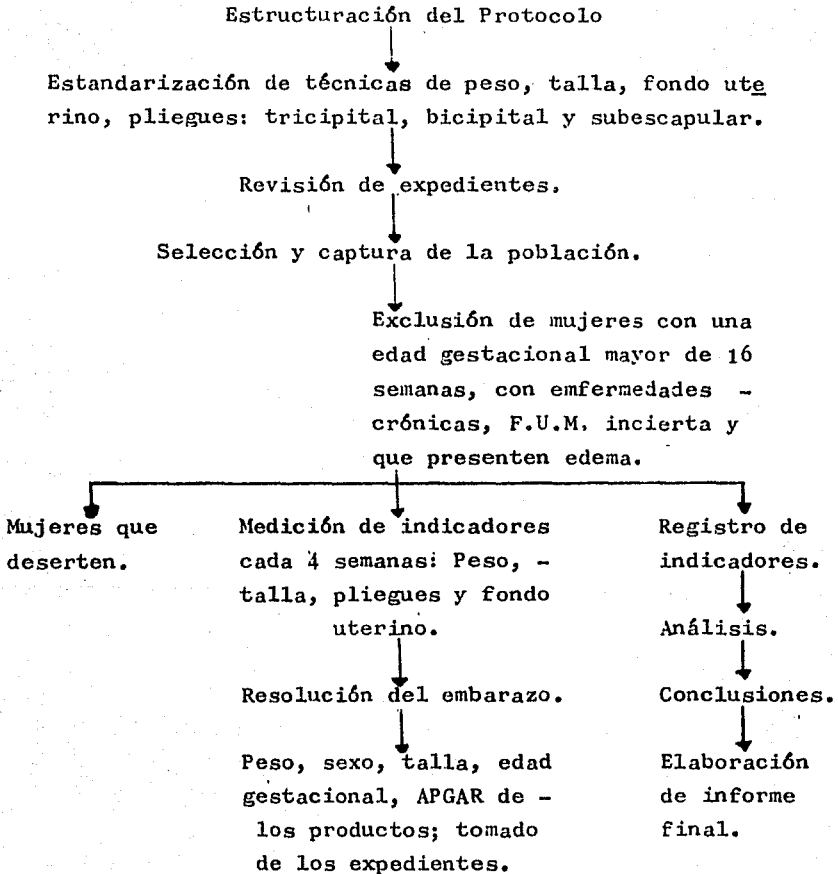 Estructuración del Protocolo
Estandarización de técnicas de peso, talla, fondo ute
rino, pliegues: tricipital, bicipital y subescapular.
Revisión de expedientes.
Selección y captura de la población.
Exclusión de mujeres con una
edad gestacional mayor de 16
semanas, con emfermedades -
crónicas, F.U.M. incierta y
que presenten edema.
Mujeres que
deserten.
Medición de indicadores
cada 4 semanas: Peso, -
talla, pliegues y fondo
uterino.
Resolución del embarazo.
Peso, sexo, talla, edad
gestacional, APGAR de -
los productos; tomado
de los expedientes.
Registro de
indicadores.
Análisis.
Conclusiones.
Elaboración
de informe
final.